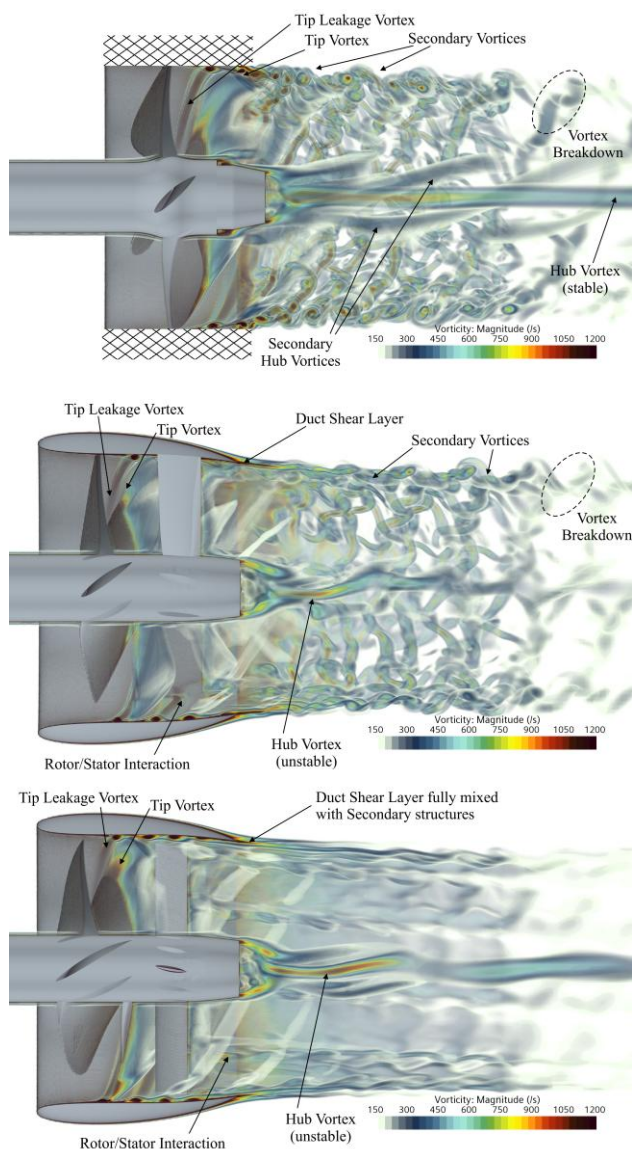 Tip Leakage Vortex
Tip Vortex
Secondary Vortices
Vortex
Breakdown
Hub Vortex
(stable)
Secondary
Hub Vortices
Vorticity: Magnitude (/s)
150 300 450 600 750 900 1050 1200
Tip Leakage Vortex
Tip Vortex
Duct Shear Layer
Secondary Vortices
Vortex
Breakdown
Hub Vortex
(unstable)
Rotor/Stator Interaction
Vorticity: Magnitude (/s)
150 300 450 600 750 900 1050 1200
Tip Leakage Vortex
Tip Vortex
Duct Shear Layer fully mixed
with Secondary structures
Hub Vortex
(unstable)
Rotor/Stator Interaction
Vorticity: Magnitude (/s)
150 300 450 600 750 900 1050 1200